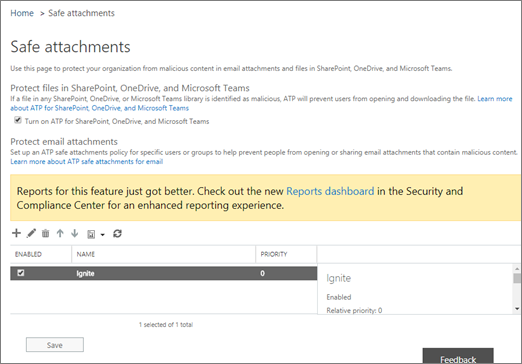 Home > Safe attachments
Safe attachments
Use this page to protect your organization from malicious content in email attachments and files in SharePoint, OneDrive, and Microsoft Teams.
Protect files in SharePoint, OneDrive, and Microsoft Teams
If a file in any SharePoint, OneDrive, or Microsoft Teams library is identified as malicious, ATP will prevent users from opening and downloading the file. Learn more
about ATP for SharePoint, OneDrive, and Microsoft Teams
Turn on ATP for SharePoint, OneDrive, and Microsoft Teams
Protect email attachments
Set up an ATP safe attachments policy for specific users or groups to help prevent people from opening or sharing email attachments that contain malicious content.
Learn more about ATP safe attachments for email
Reports for this feature just got better. Check out the new Reports dashboard in the Security and
Compliance Center for an enhanced reporting experience.
ENABLED NAME PRIORITY
Ignite 0
Ignite
Enabled
Relative priority: 0
1 selected of 1 total
Save
Feedback